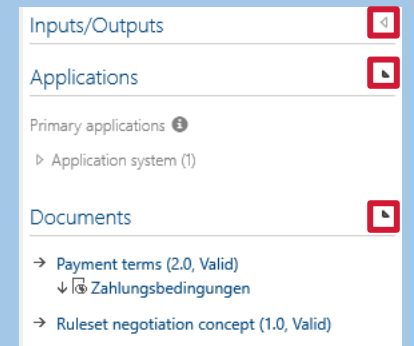 Inputs/Outputs
Applications
Primary applications
Application system (1)
Documents
Payment terms (2.0, Valid)
Zahlungsbedingungen
Ruleset negotiation concept (1.0, Valid)